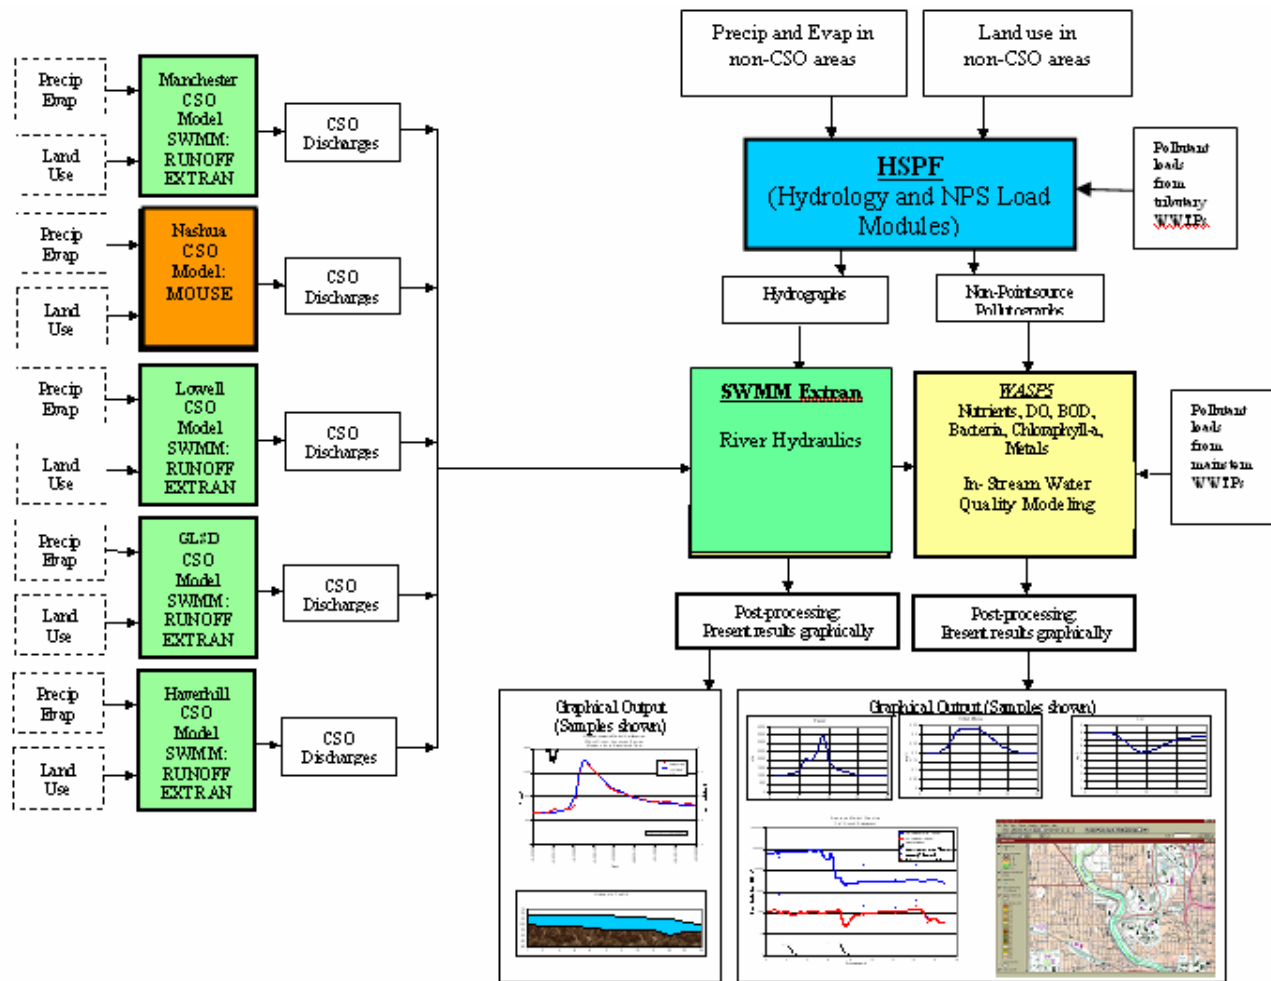 Precip
Evap
Land
Use
Manchester
CSO
Model
SWMM:
RUNOFF
EXTRAN
CSO
Discharges
Precip
Evap
Land
Use
Nashua
CSO
Model:
MOUSE
CSO
Discharges
Precip
Evap
Land
Use
Lowell
CSO
Model
SWMM:
RUNOFF
EXTRAN
CSO
Discharges
Precip
Evap
Land
Use
GLSD
CSO
Model
SWMM:
RUNOFF
EXTRAN
CSO
Discharges
Precip
Evap
Land
Use
Haverhill
CSO
Model
SWMM:
RUNOFF
EXTRAN
CSO
Discharges
Precip and Evap in
non-CSO areas
Land use in
non-CSO areas
HSPF
(Hydrology and NPS Load
Modules)
Pollutant
loads
from
tributary
WWTPs
Hydrographs
Non-Point source
Pollutographs
SWMM Extran
River Hydraulics
WASP5
Nutrients, DO, BOD,
Bacteria, Chloraphyll-a,
Metals
In- Stream Water
Quality Modeling
Pollutant
loads
from
mainstem
WWTPs
Post-processing:
Present results graphically
Post-processing:
Present results graphically
Graphical Output
(Samples shown)
Graphical Output (Samples shown)